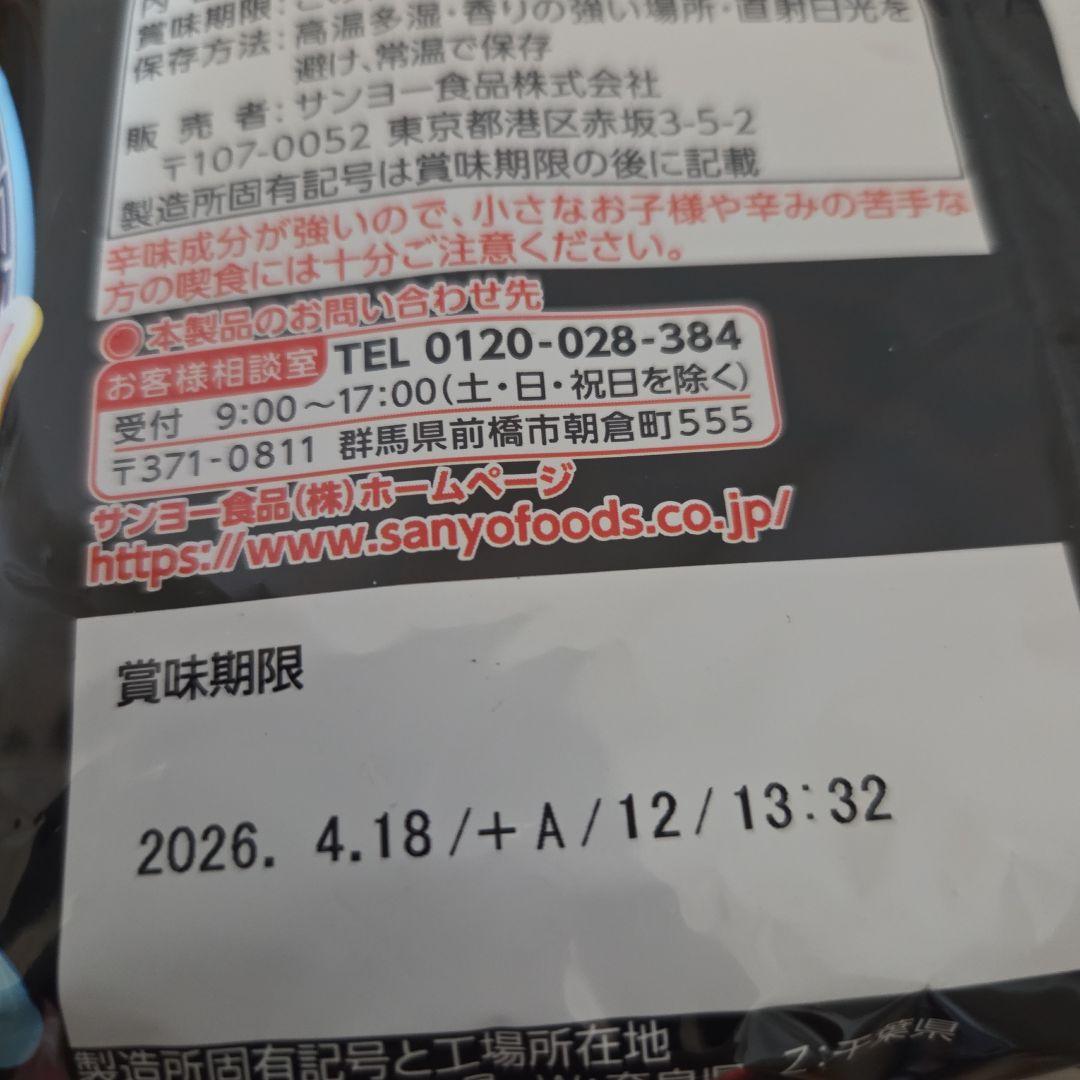 賞味期限:この
保存方法:高温多湿・香りの強い場所・直射日光を
避け、常温で保存
販 売 者:サンヨー食品株式会社
〒107-0052 東京都港区赤坂3-5-2
製造所固有記号は賞味期限の後に記載
辛味成分が強いので、小さなお子様や辛みの苦手な
方の喫食には十分ご注意ください。
●本製品のお問い合わせ先
お客様相談室 TEL 0120-028-384
受付 9:00～17:00(土・日・祝日を除く)
〒371-0811 群馬県前橋市朝倉町555
サンヨー食品(株)ホームページ
https://www.sanyofoods.co.jp/
賞味期限
2026. 4.18/+A/12/13:32
製造所固有記号と工場所在地
Z:千葉県